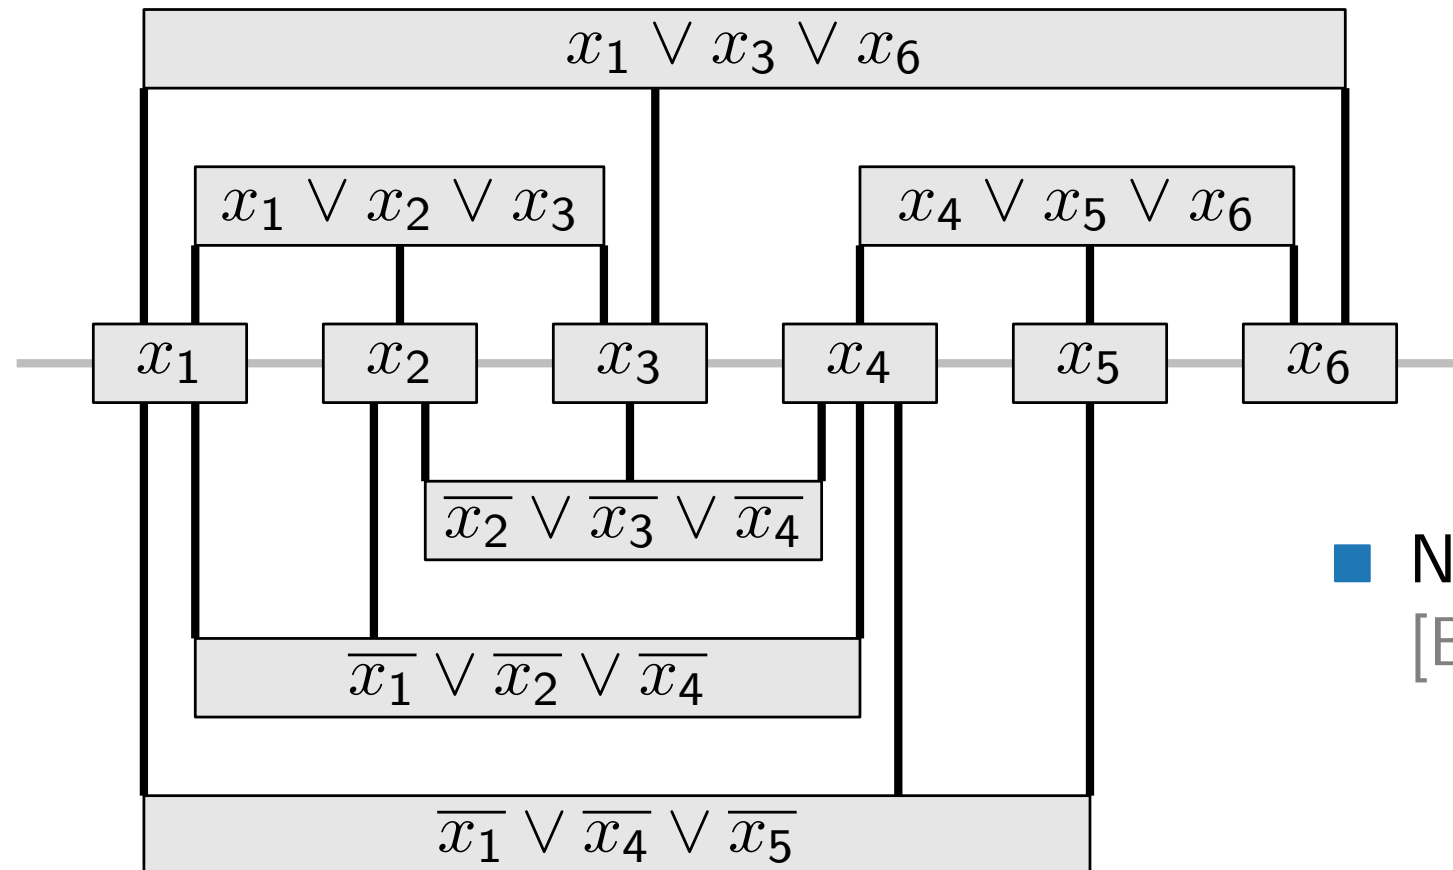 x₁ ∨ x₃ ∨ x₆
x₁ ∨ x₂ ∨ x₃
x₄ ∨ x₅ ∨ x₆
x₁
x₂
x₃
x₄
x₅
x₆
x̅₂ ∨ x̅₃ ∨ x̅₄
x̅₁ ∨ x̅₂ ∨ x̅₄
x̅₁ ∨ x̅₄ ∨ x̅₅